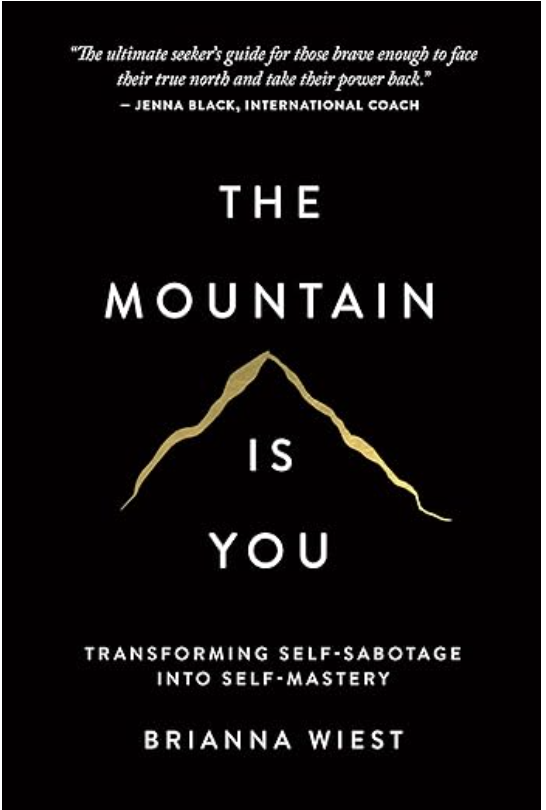 “The ultimate seeker’s guide for those brave enough to face
their true north and take their power back.”
— JENNA BLACK, INTERNATIONAL COACH
THE
MOUNTAIN
IS
YOU
TRANSFORMING SELF-SABOTAGE
INTO SELF-MASTERY
BRIANNA WIEST